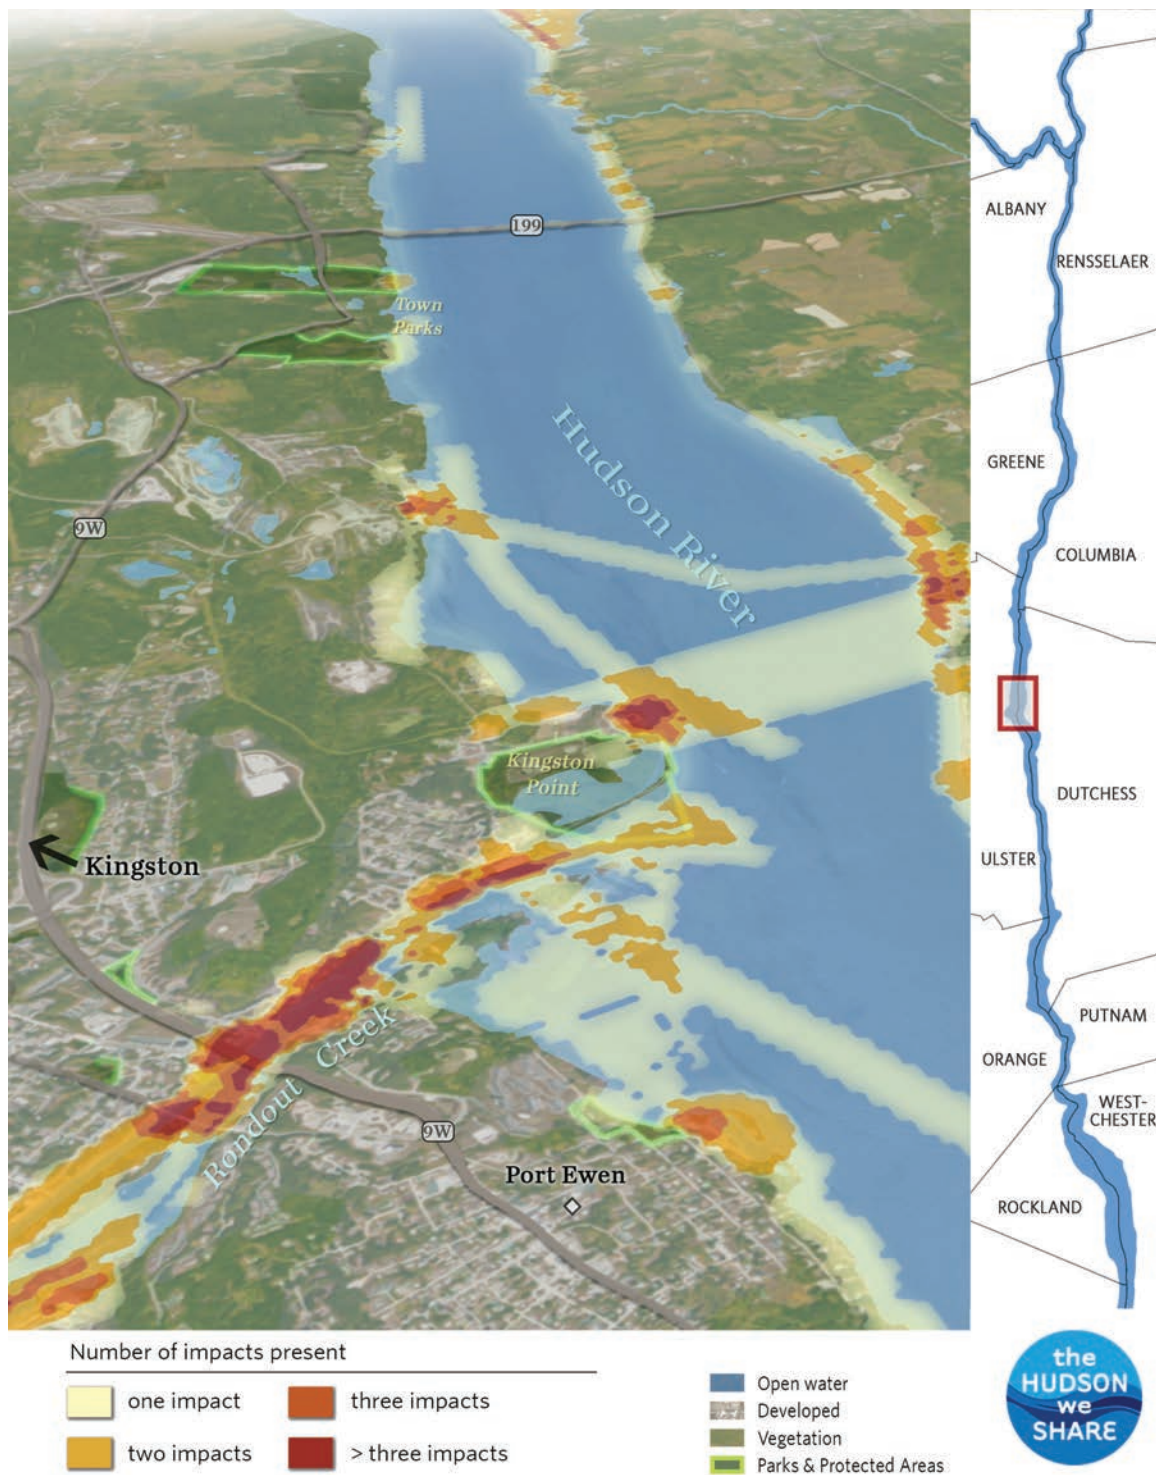 199
Town
Parks
Hudson River
9W
Kingston
Point
Kingston
Rondout Creek
9W
Port Ewen
ALBANY
RENSSELAER
GREENE
COLUMBIA
DUTCHESS
ULSTER
PUTNAM
ORANGE
WEST-
CHESTER
ROCKLAND
Number of impacts present
one impact
three impacts
two impacts
> three impacts
Open water
Developed
Vegetation
Parks & Protected Areas
the
HUDSON
we
SHARE